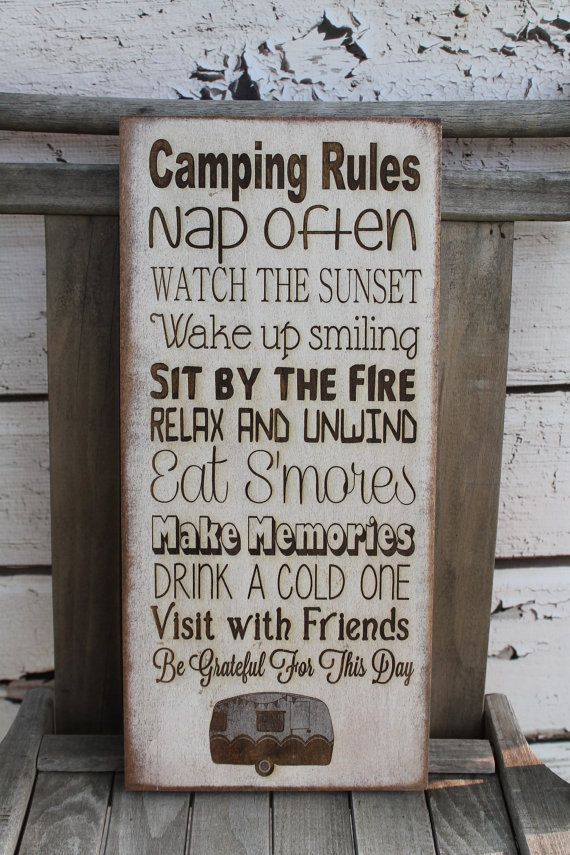 Camping Rules
Nap Often
WATCH THE SUNSET
Wake up smiling
SIT BY THE FIRE
RELAX AND UNWIND
Eat S'mores
Make Memories
DRINK A COLD ONE
Visit with Friends
Be Grateful For This Day